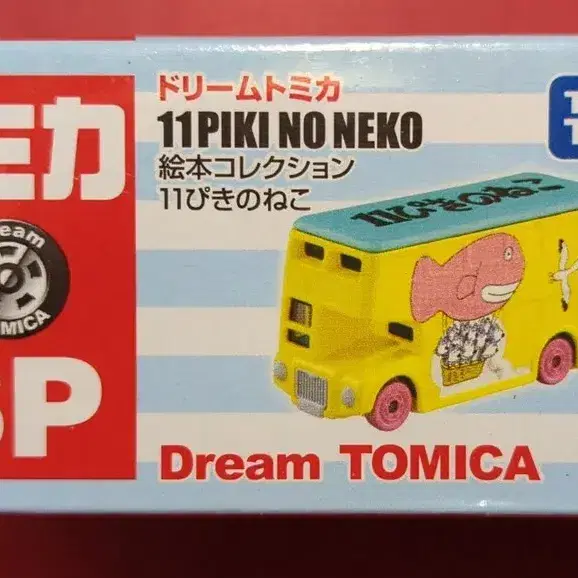 ドリームトミカ
11PIKI NO NEKO
絵本コレクション
11ぴきのねこ
11ぴきのねこ
ミカ
Dream
TOMICA
SP
Dream TOMICA